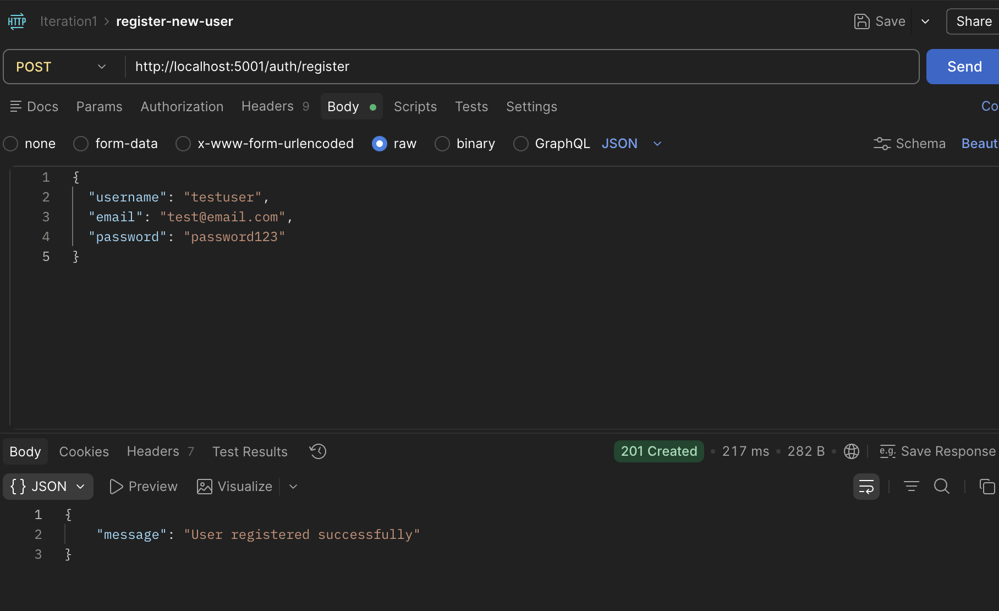 HTTP Iteration1 > register-new-user Save Share
POST http://localhost:5001/auth/register Send
Docs Params Authorization Headers 9 Body Scripts Tests Settings Co
none form-data x-www-form-urlencoded raw binary GraphQL JSON Schema Beauti
1 {
2 "username": "testuser",
3 "email": "test@email.com",
4 "password": "password123"
5 }
Body Cookies Headers 7 Test Results 201 Created • 217 ms • 282 B • e.g. Save Response
{} JSON Preview Visualize
1 {
2 "message": "User registered successfully"
3 }